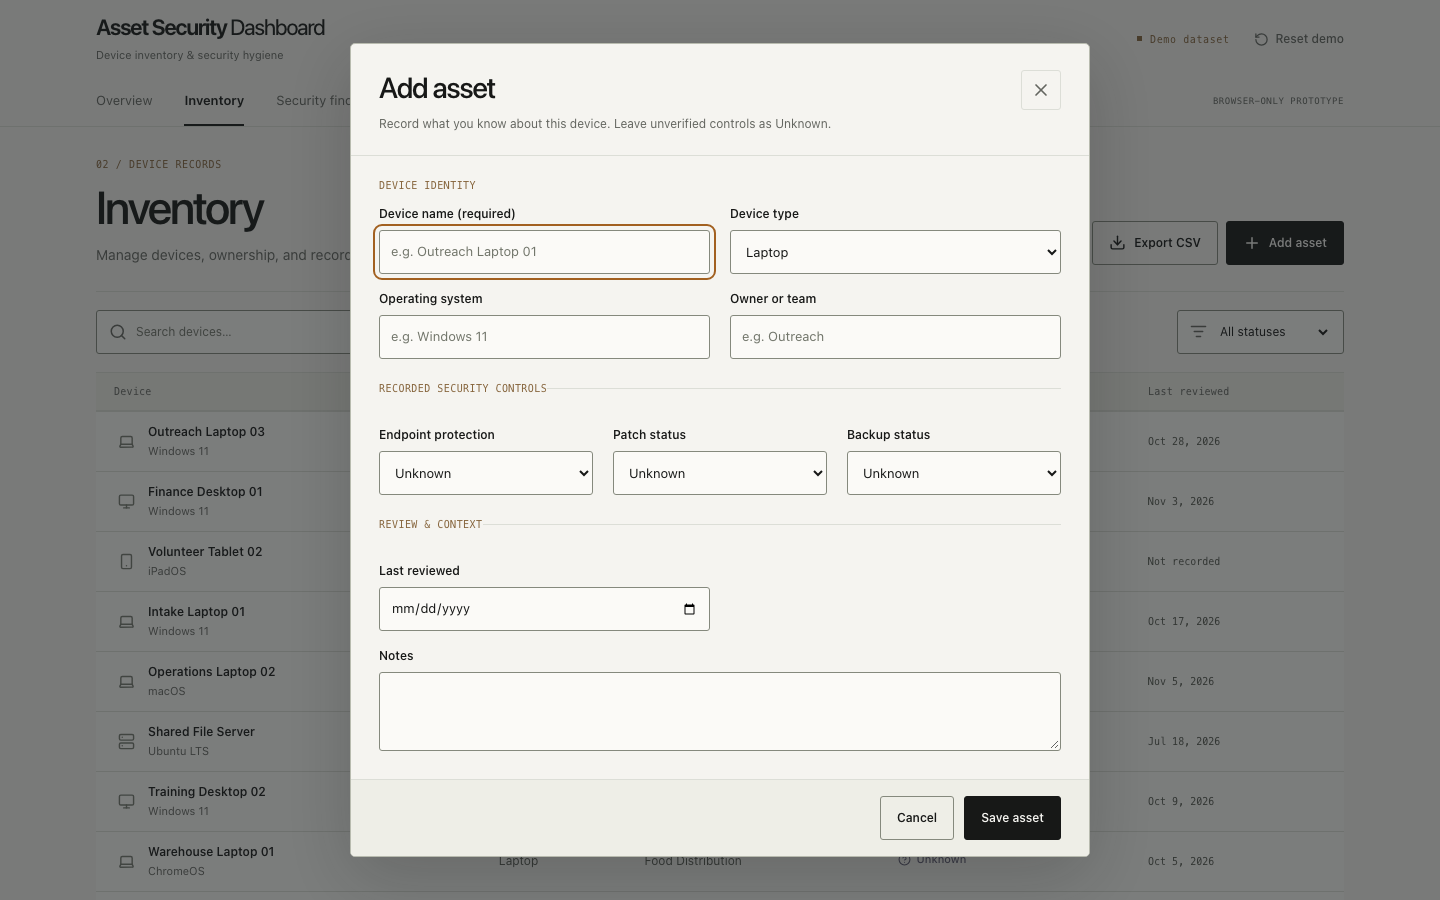 Asset Security Dashboard
Device inventory & security hygiene
Demo dataset
Reset demo
Overview
Inventory
Security
BROWSER-ONLY PROTOTYPE
02 / DEVICE RECORDS
Inventory
Manage devices, ownership, and
Export CSV
Add asset
Search devices...
All statuses
Device
Last reviewed
Outreach Laptop 03
Windows 11
Oct 28, 2026
Finance Desktop 01
Windows 11
Nov 3, 2026
Volunteer Tablet 02
iPadOS
Not recorded
Intake Laptop 01
Windows 11
Oct 17, 2026
Operations Laptop 02
macOS
Nov 5, 2026
Shared File Server
Ubuntu LTS
Jul 18, 2026
Training Desktop 02
Windows 11
Oct 9, 2026
Warehouse Laptop 01
ChromeOS
Laptop
Food Distribution
Unknown
Oct 5, 2026
Add asset
Record what you know about this device. Leave unverified controls as Unknown.
DEVICE IDENTITY
Device name (required)
Device type
e.g. Outreach Laptop 01
Laptop
Operating system
Owner or team
e.g. Windows 11
e.g. Outreach
RECORDED SECURITY CONTROLS
Endpoint protection
Patch status
Backup status
Unknown
Unknown
Unknown
REVIEW & CONTEXT
Last reviewed
mm/dd/yyyy
Notes
Cancel
Save asset